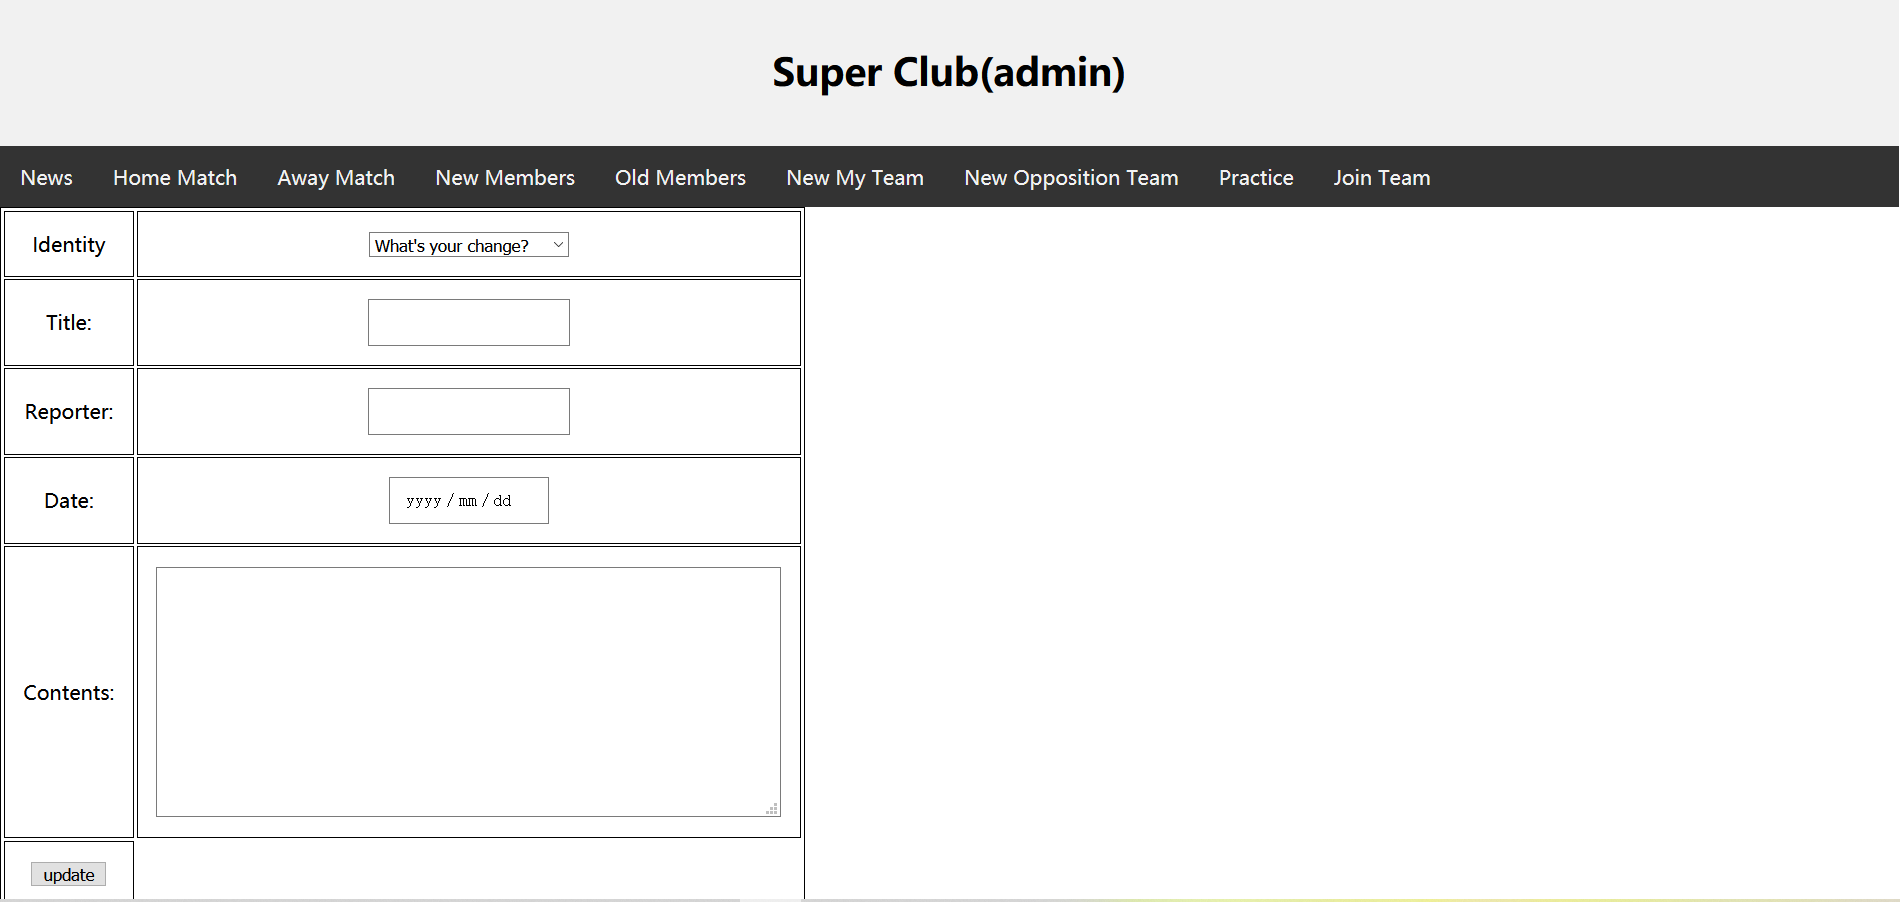 Super Club(admin)
News Home Match Away Match New Members Old Members New My Team New Opposition Team Practice Join Team
Identity What's your change?
Title:
Reporter:
Date: yyyy / mm / dd
Contents:
update